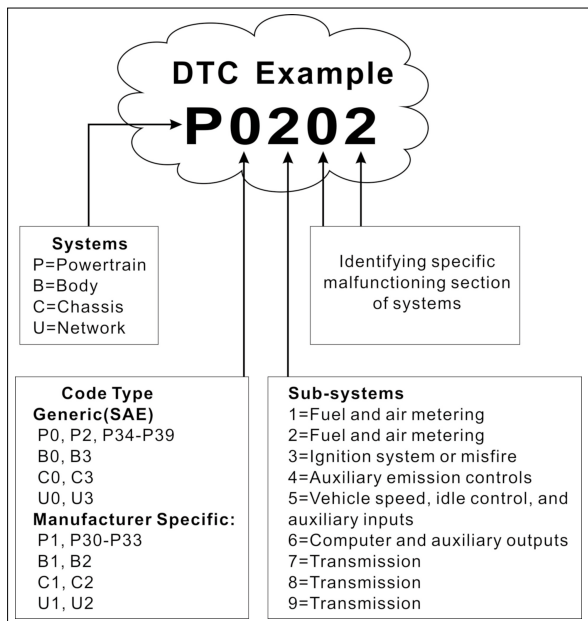 DTC Example
P0202
Systems
P=Powertrain
B=Body
C=Chassis
U=Network
Identifying specific
malfunctioning section
of systems
Code Type
Generic(SAE)
P0, P2, P34-P39
B0, B3
C0, C3
U0, U3
Manufacturer Specific:
P1, P30-P33
B1, B2
C1, C2
U1, U2
Sub-systems
1=Fuel and air metering
2=Fuel and air metering
3=Ignition system or misfire
4=Auxiliary emission controls
5=Vehicle speed, idle control, and
auxiliary inputs
6=Computer and auxiliary outputs
7=Transmission
8=Transmission
9=Transmission